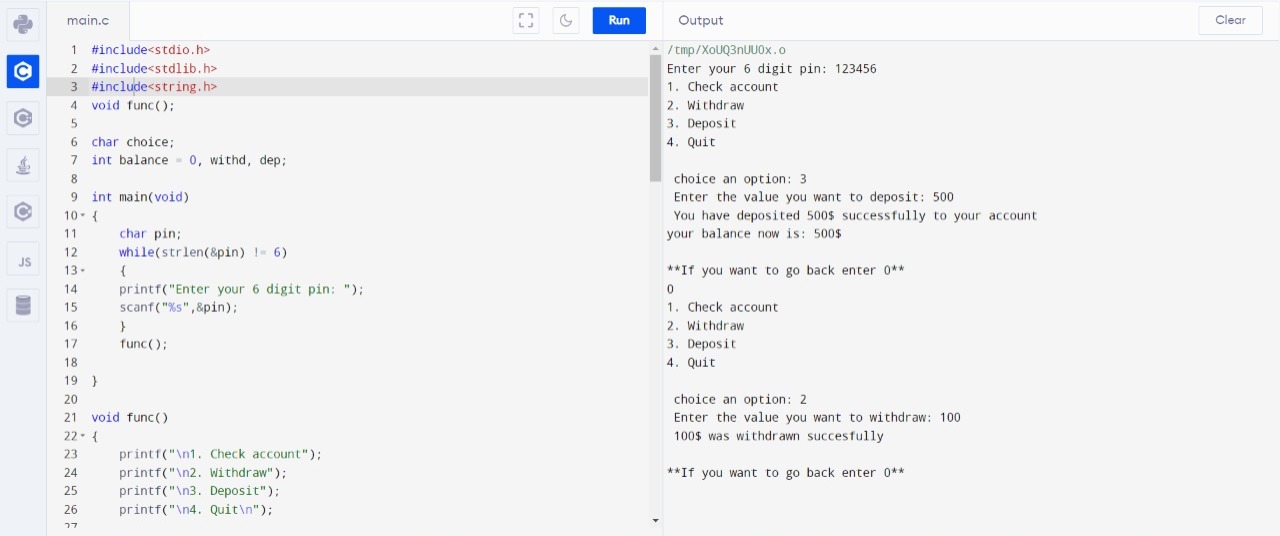 main.c
Run
Output
Clear
1 #include<stdio.h>
2 #include<stdlib.h>
3 #include<string.h>
4 void func();
5
6 char choice;
7 int balance = 0, withd, dep;
8
9 int main(void)
10 {
11 char pin;
12 while(strlen(&pin) != 6)
13 {
14 printf("Enter your 6 digit pin: ");
15 scanf("%s",&pin);
16 }
17 func();
18
19 }
20
21 void func()
22 {
23 printf("\n1. Check account");
24 printf("\n2. Withdraw");
25 printf("\n3. Deposit");
26 printf("\n4. Quit\n");
27
JS
/tmp/XoUQ3nUU0x.o
Enter your 6 digit pin: 123456
1. Check account
2. Withdraw
3. Deposit
4. Quit
choice an option: 3
Enter the value you want to deposit: 500
You have deposited 500$ successfully to your account
your balance now is: 500$
**If you want to go back enter 0**
0
1. Check account
2. Withdraw
3. Deposit
4. Quit
choice an option: 2
Enter the value you want to withdraw: 100
100$ was withdrawn succesfully
**If you want to go back enter 0**